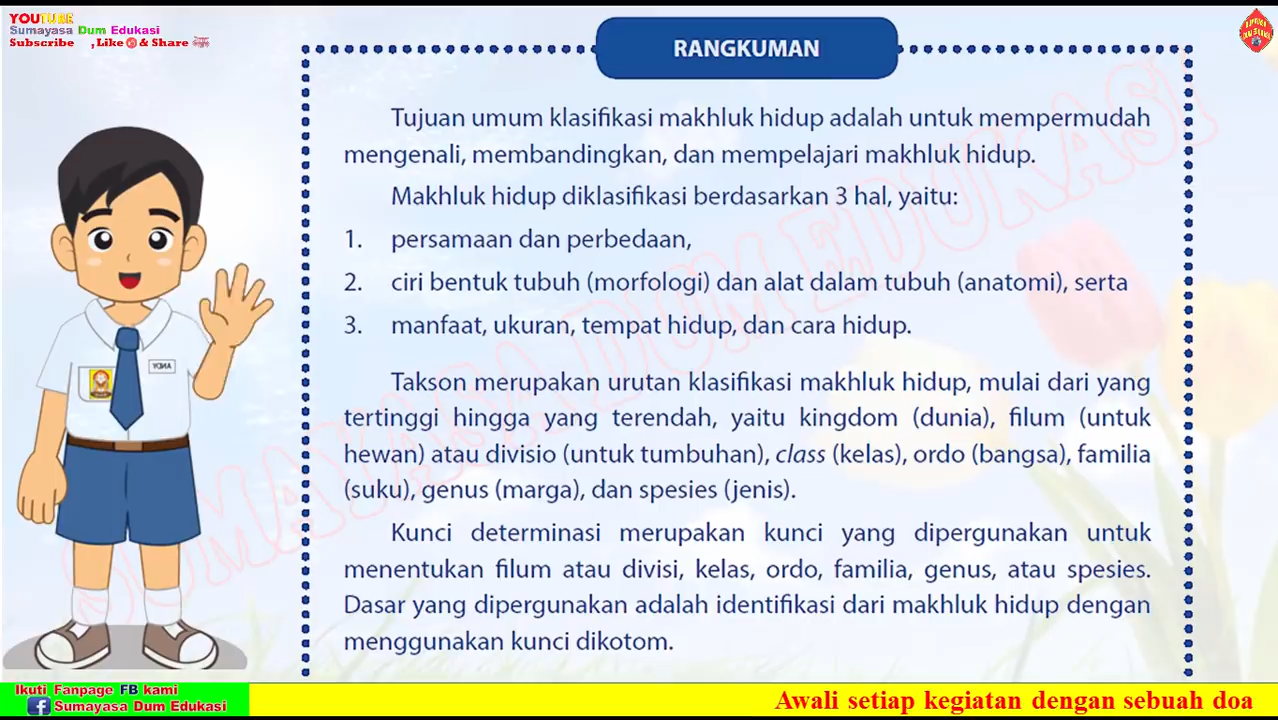 YOUTUBE
Sumayasa Dum Edukasi
Subscribe , Like & Share
RANGKUMAN
Tujuan umum klasifikasi makhluk hidup adalah untuk mempermudah
mengenali, membandingkan, dan mempelajari makhluk hidup.
Makhluk hidup diklasifikasi berdasarkan 3 hal, yaitu:
1. persamaan dan perbedaan,
2. ciri bentuk tubuh (morfologi) dan alat dalam tubuh (anatomi), serta
3. manfaat, ukuran, tempat hidup, dan cara hidup.
Takson merupakan urutan klasifikasi makhluk hidup, mulai dari yang
tertinggi hingga yang terendah, yaitu kingdom (dunia), filum (untuk
hewan) atau divisio (untuk tumbuhan), class (kelas), ordo (bangsa), familia
(suku), genus (marga), dan spesies (jenis).
Kunci determinasi merupakan kunci yang dipergunakan untuk
menentukan filum atau divisi, kelas, ordo, familia, genus, atau spesies.
Dasar yang dipergunakan adalah identifikasi dari makhluk hidup dengan
menggunakan kunci dikotom.
SUMAYASA DUM EDUKASI
Ikuti Fanpage FB kami
Sumayasa Dum Edukasi
Awali setiap kegiatan dengan sebuah doa